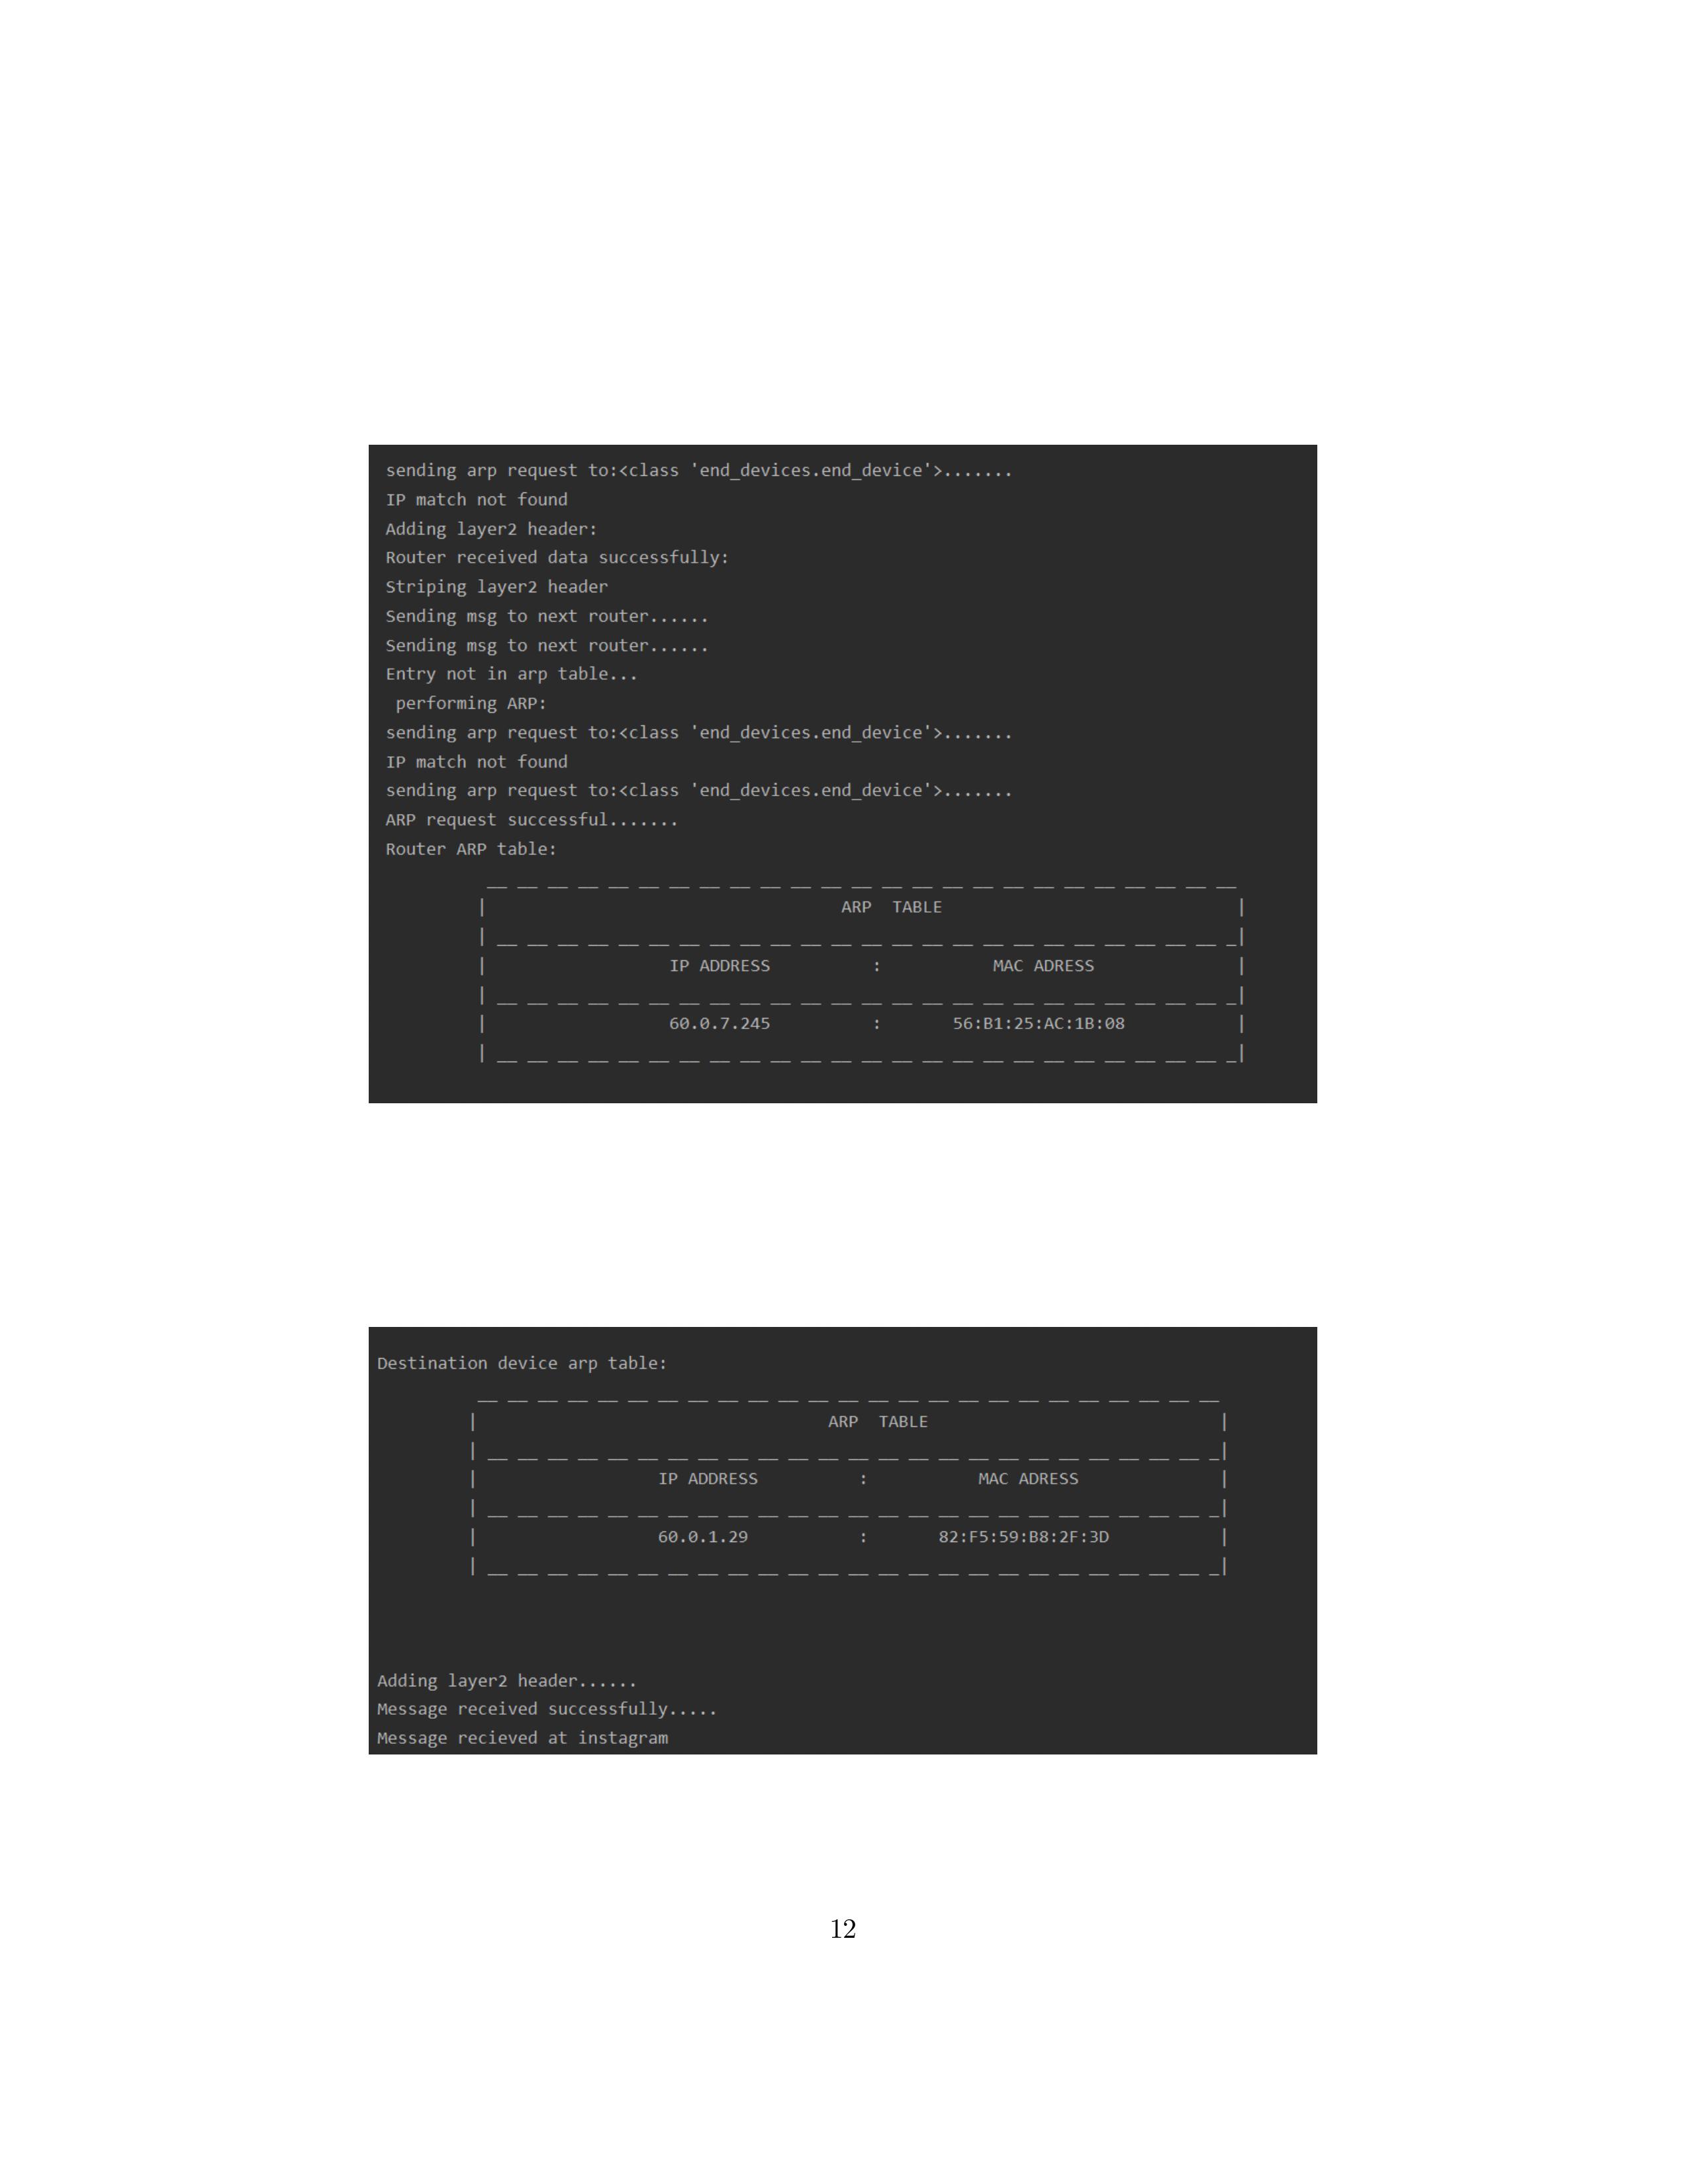 sending arp request to:<class 'end_devices.end_device'>.......
IP match not found
Adding layer2 header:
Router received data successfully:
Striping layer2 header
Sending msg to next router......
Sending msg to next router......
Entry not in arp table...
performing ARP:
sending arp request to:<class 'end_devices.end_device'>.......
IP match not found
sending arp request to:<class 'end_devices.end_device'>.......
ARP request successful.......
Router ARP table:
ARP TABLE
IP ADDRESS : MAC ADRESS
60.0.7.245 : 56:B1:25:AC:1B:08
Destination device arp table:
ARP TABLE
IP ADDRESS : MAC ADRESS
60.0.1.29 : 82:F5:59:B8:2F:3D
Adding layer2 header......
Message received successfully.....
Message recieved at instagram
12